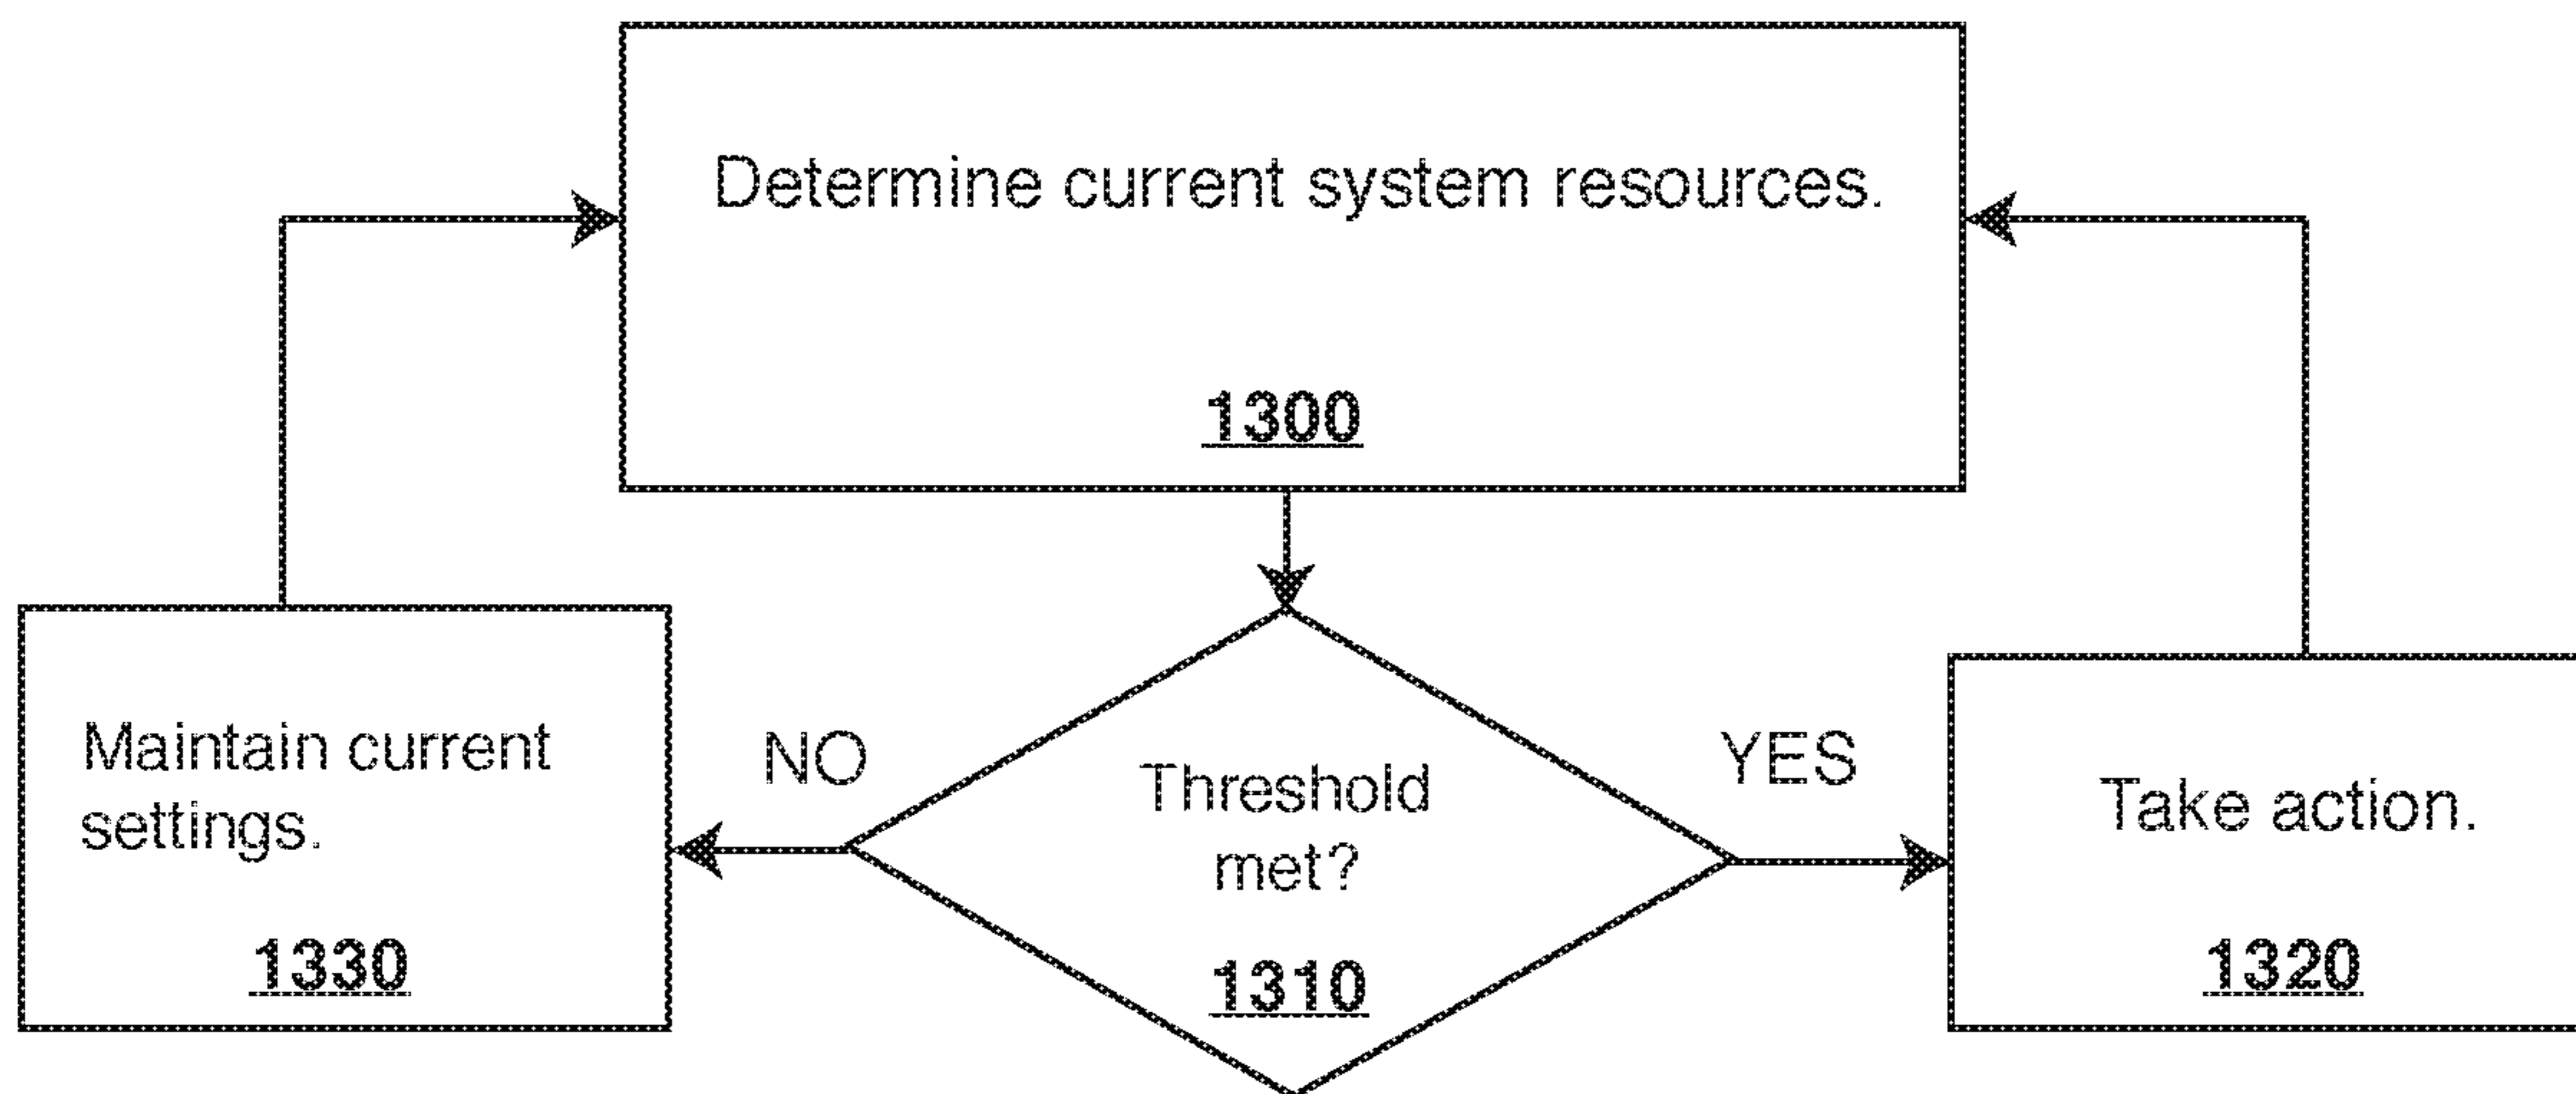 Determine current system resources.
1300
Maintain current
settings.
1330
NO
Threshold
met?
1310
YES
Take action.
1320